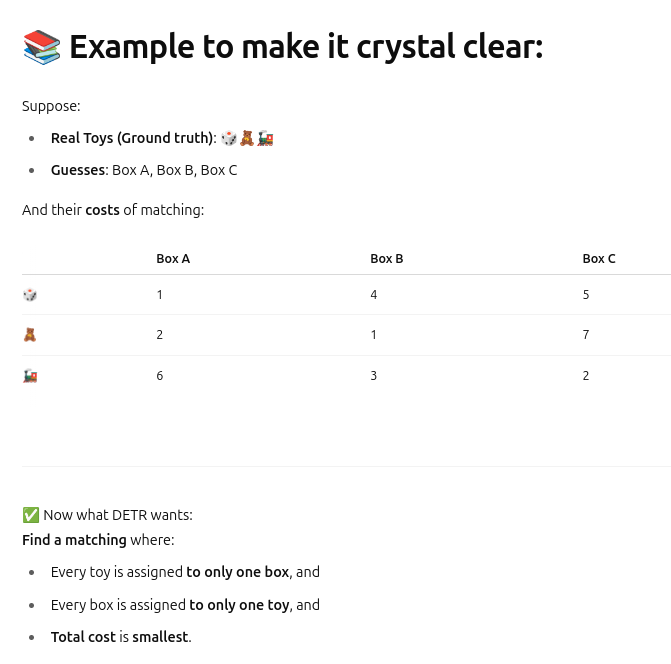 📚 Example to make it crystal clear:
Suppose:
• Real Toys (Ground truth): 🎲🧸🚂
• Guesses: Box A, Box B, Box C
And their costs of matching:
Box A Box B Box C
🎲 1 4 5
🧸 2 1 7
🚂 6 3 2
✅ Now what DETR wants:
Find a matching where:
• Every toy is assigned to only one box, and
• Every box is assigned to only one toy, and
• Total cost is smallest.